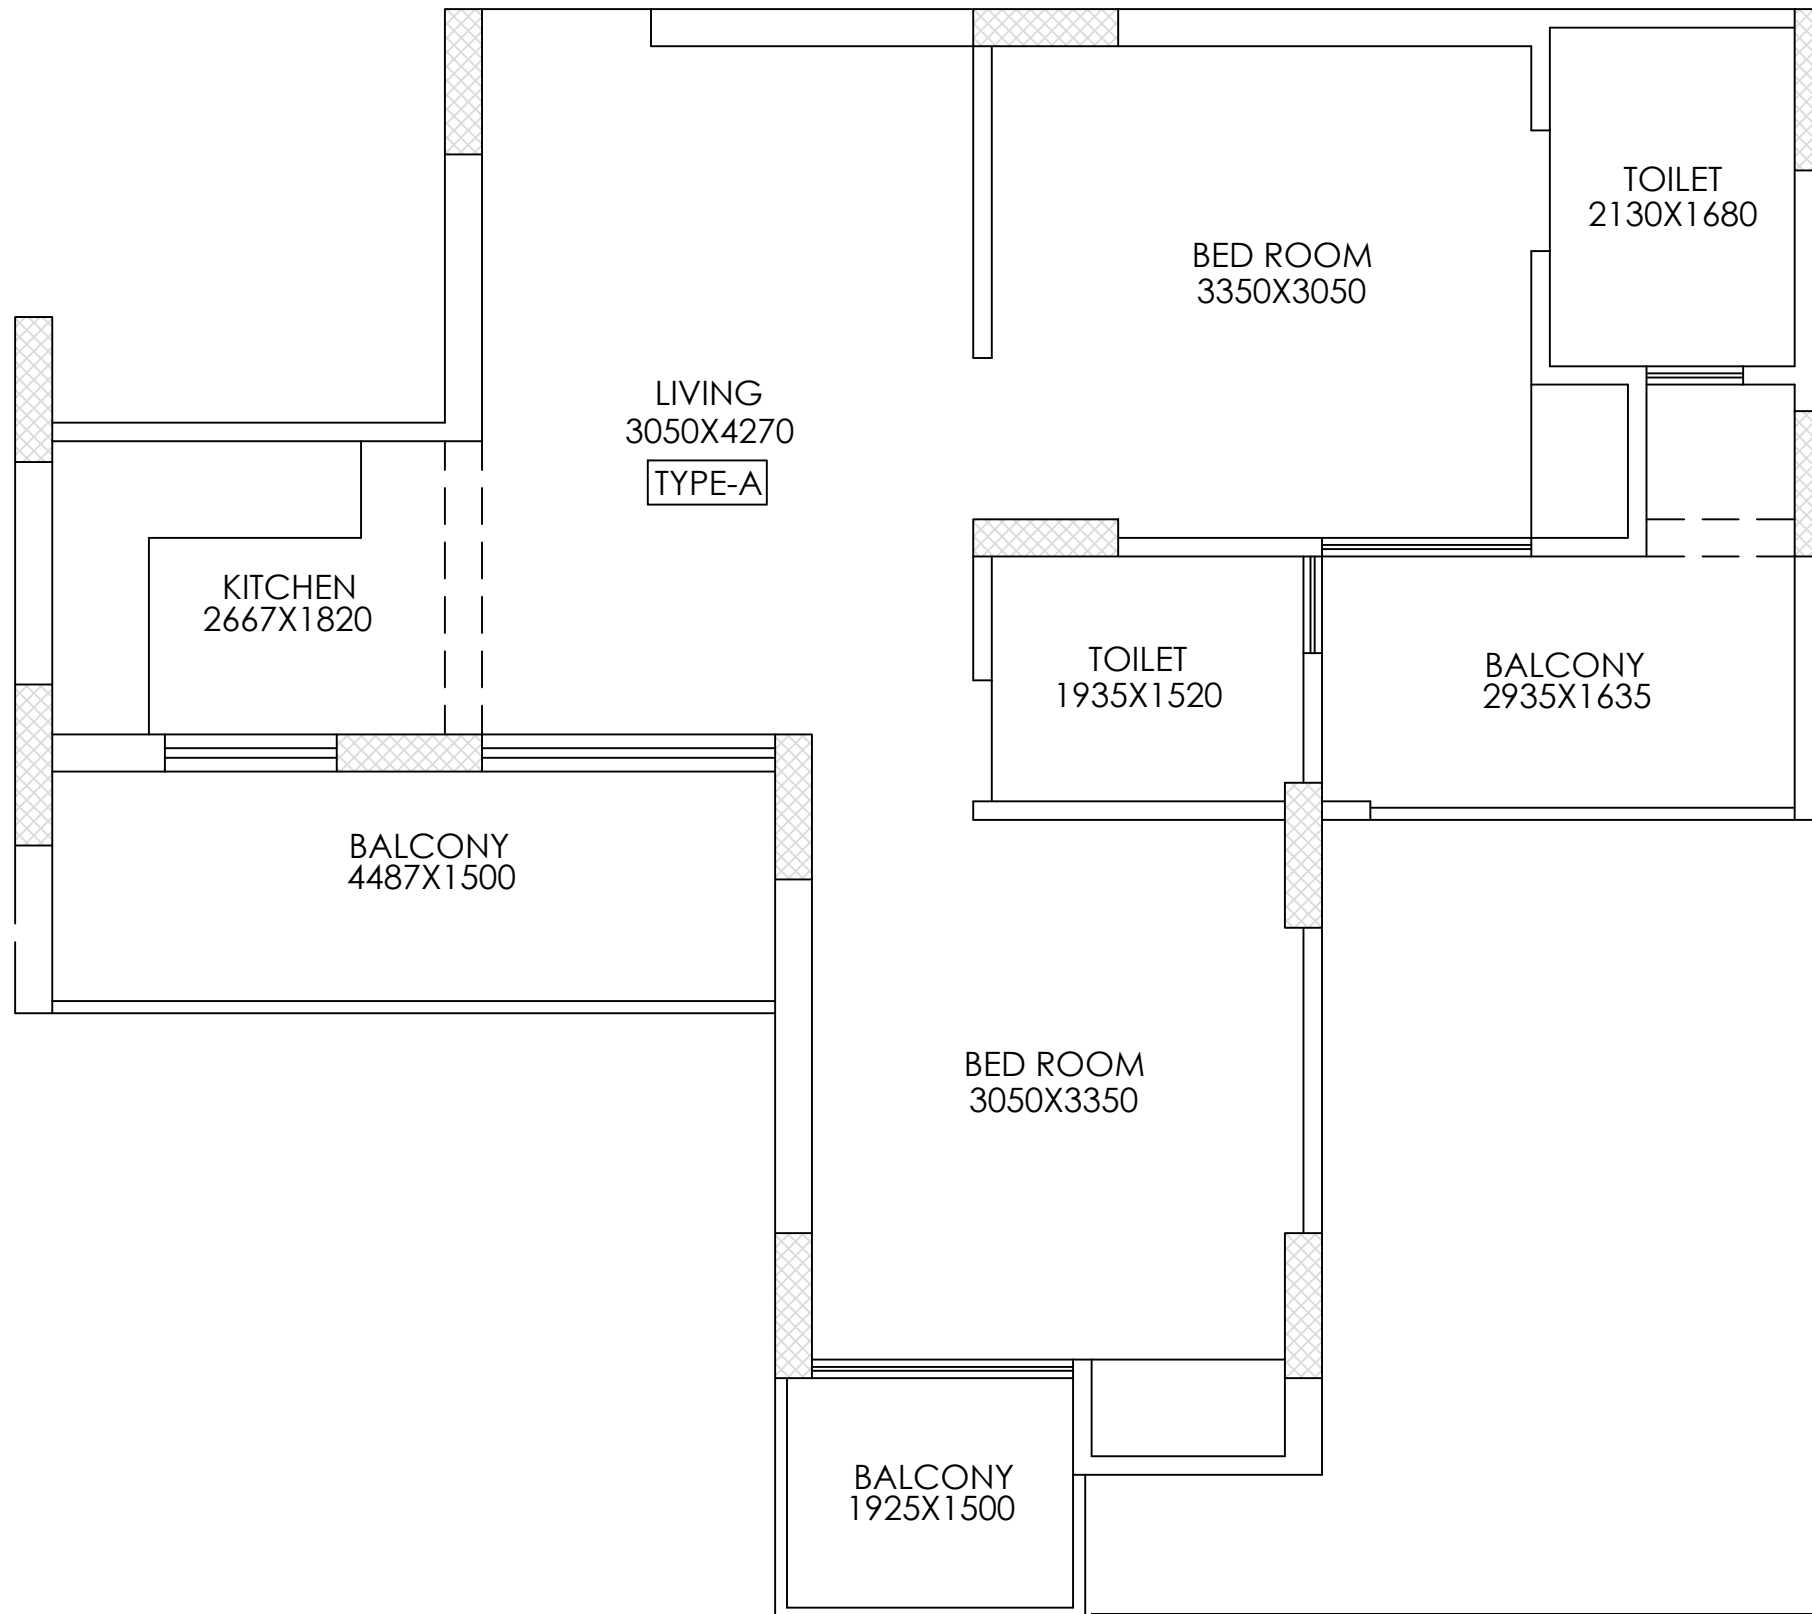 TOILET
2130X1680
BED ROOM
3350X3050
LIVING
3050X4270
TYPE-A
KITCHEN
2667X1820
TOILET
1935X1520
BALCONY
2935X1635
BALCONY
4487X1500
BED ROOM
3050X3350
BALCONY
1925X1500